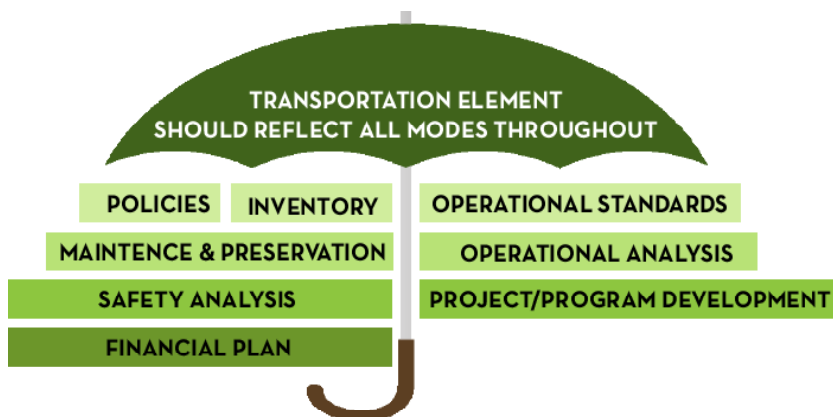 TRANSPORTATION ELEMENT
SHOULD REFLECT ALL MODES THROUGHOUT
POLICIES
INVENTORY
OPERATIONAL STANDARDS
MAINTENCE & PRESERVATION
OPERATIONAL ANALYSIS
SAFETY ANALYSIS
PROJECT/PROGRAM DEVELOPMENT
FINANCIAL PLAN